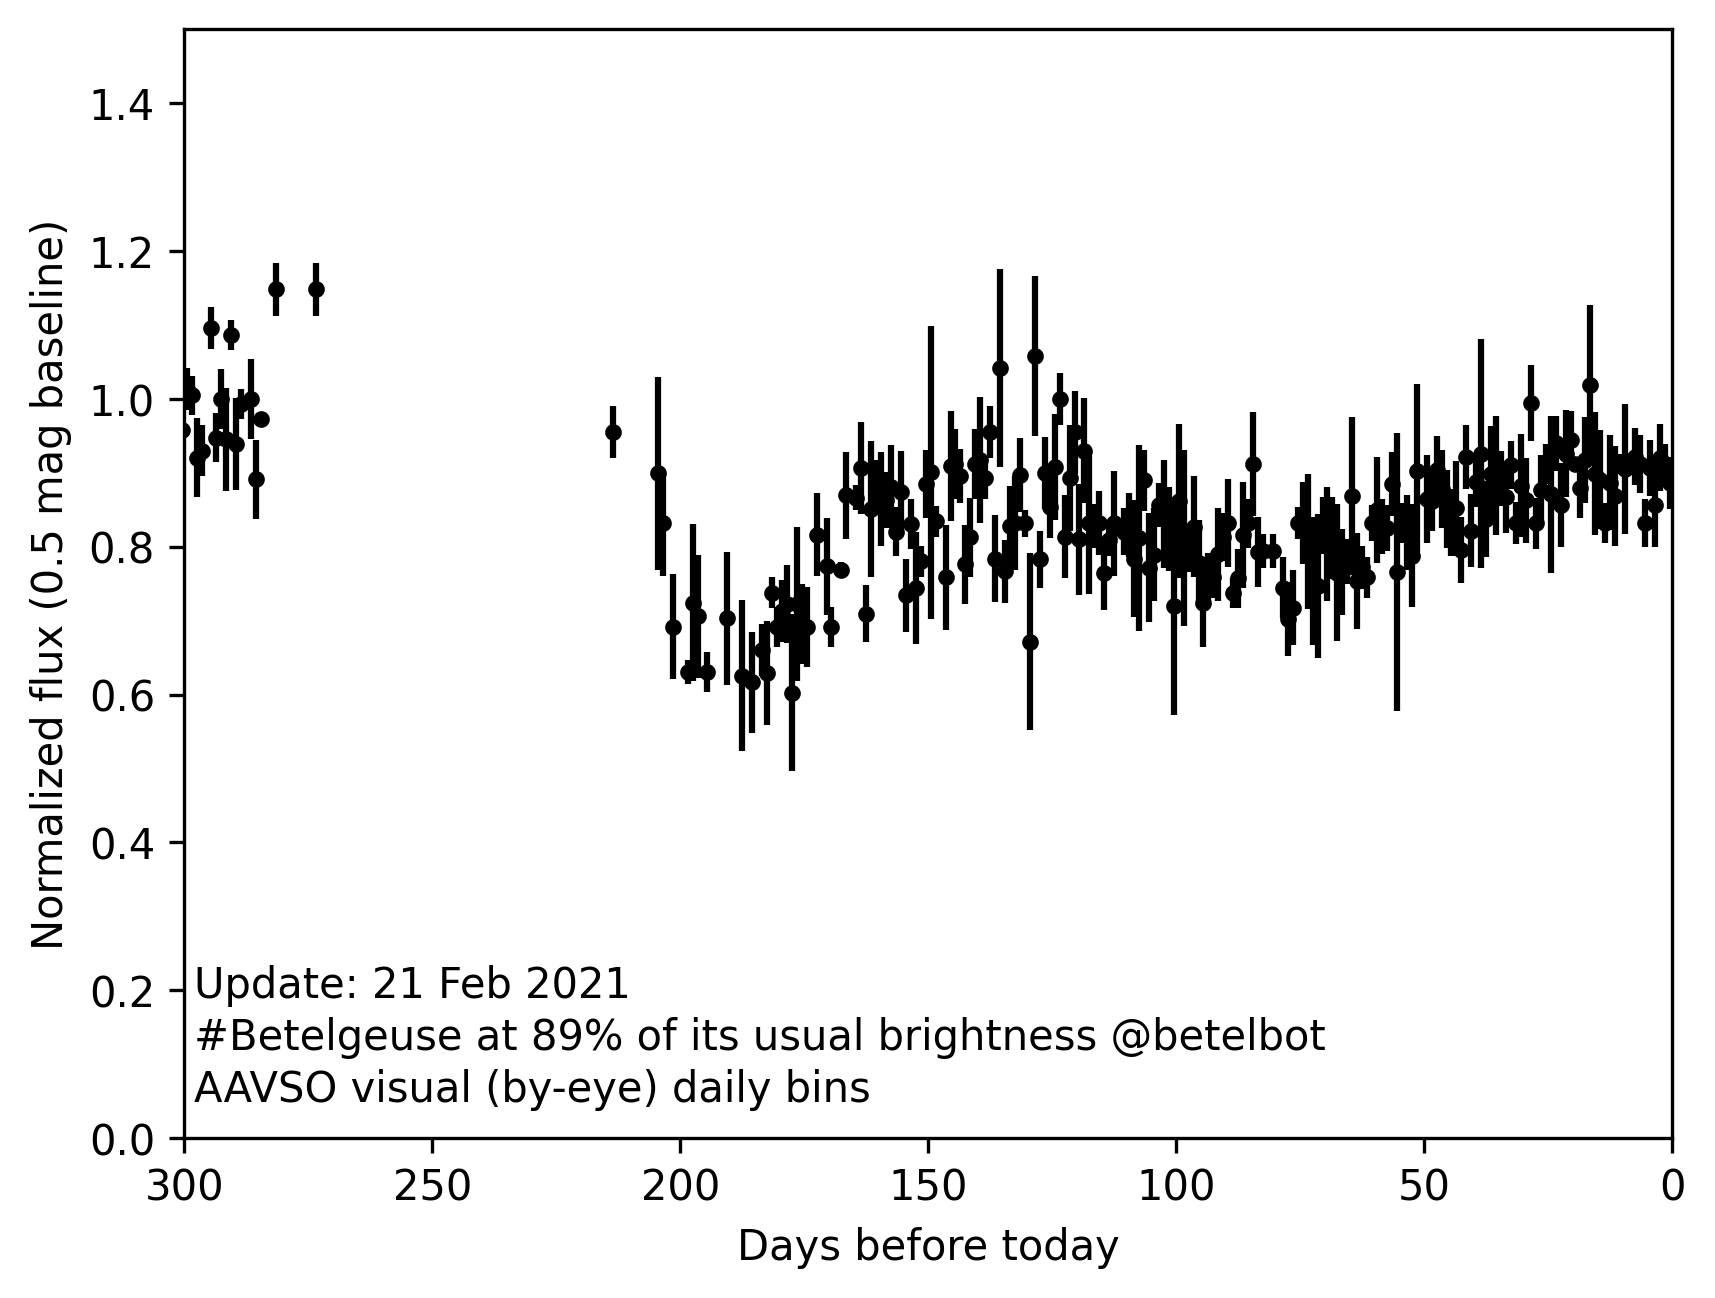 1.4
1.2
1.0
0.8
0.6
0.4
0.2
0.0
Normalized flux (0.5 mag baseline)
Update: 21 Feb 2021
#Betelgeuse at 89% of its usual brightness @betelbot
AAVSO visual (by-eye) daily bins
300 250 200 150 100 50 0
Days before today